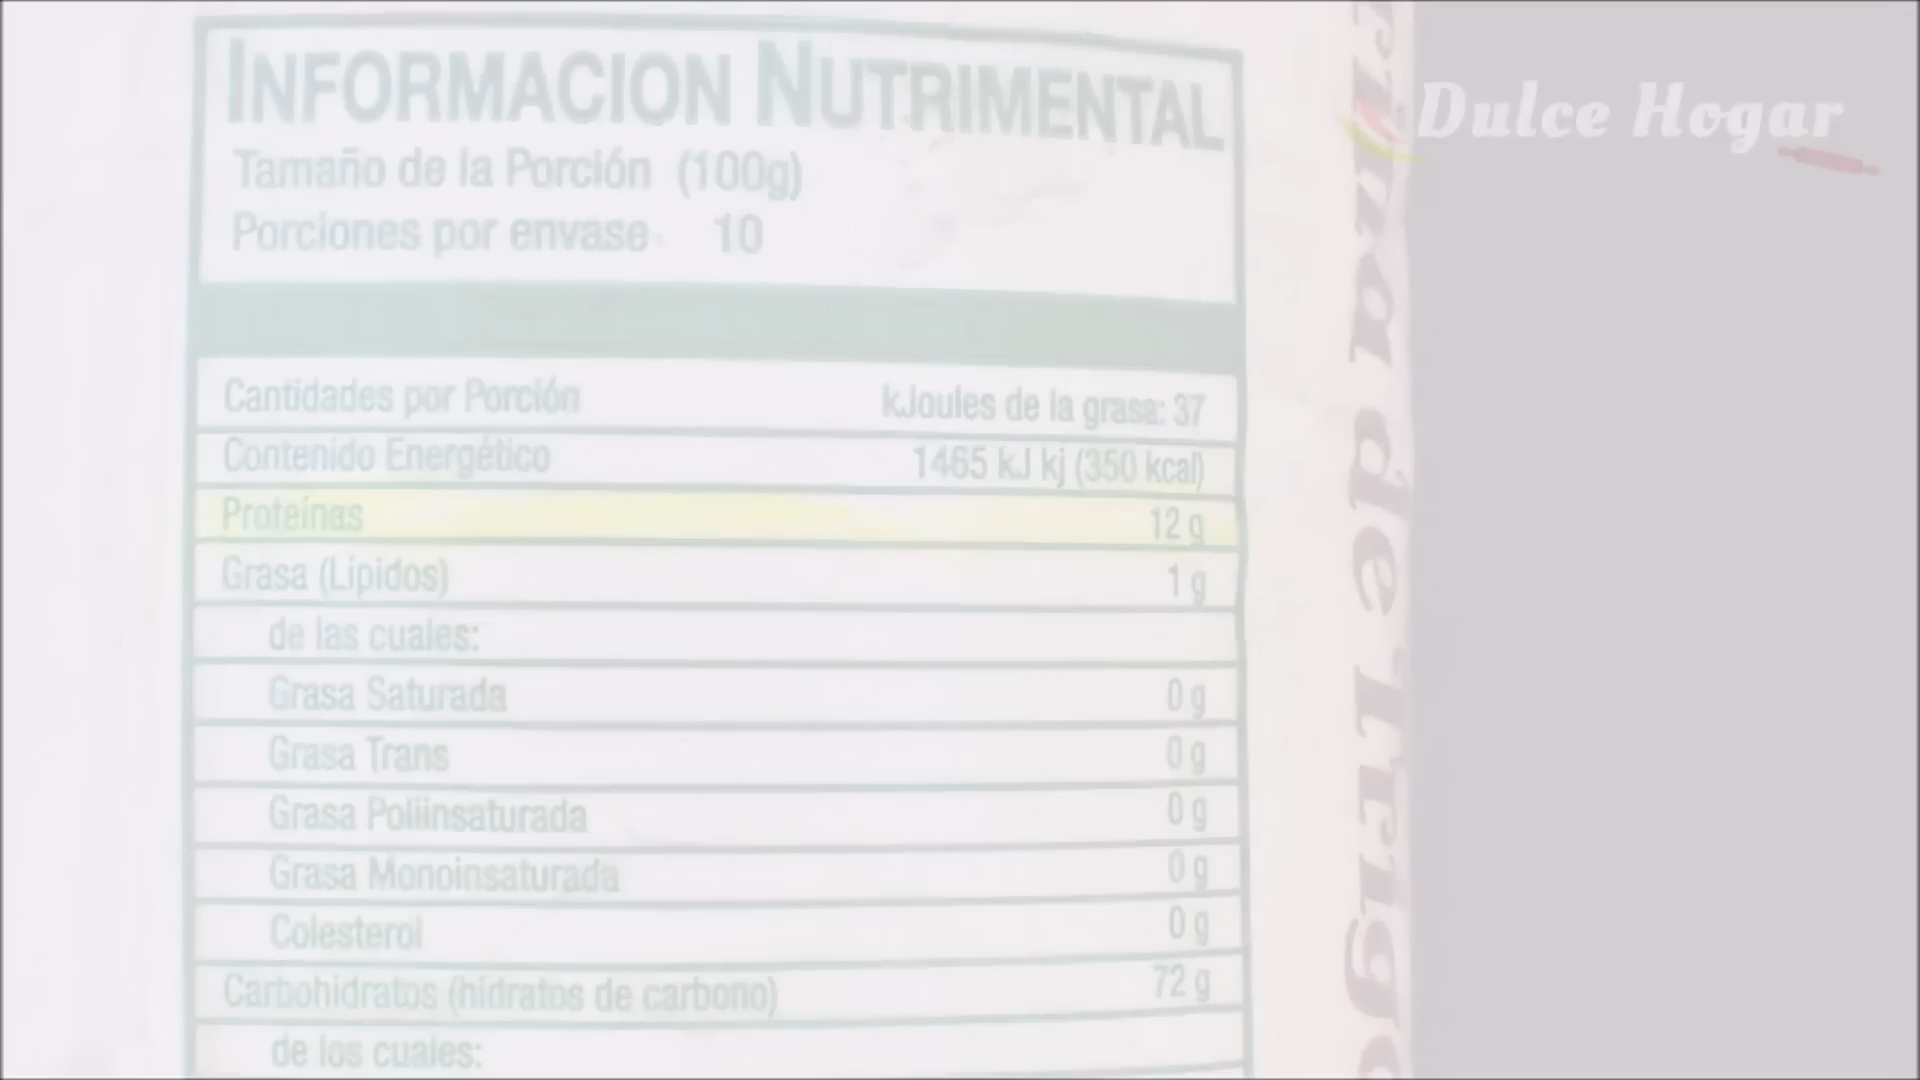 INFORMACION NUTRIMENTAL
Tamaño de la Porción (100g)
Porciones por envase 10
Cantidades por Porción kJoules de la grasa: 37
Contenido Energético 1465 kJ kj (350 kcal)
Proteínas 12 g
Grasa (Lípidos) 1 g
de las cuales:
Grasa Saturada 0 g
Grasa Trans 0 g
Grasa Poliinsaturada 0 g
Grasa Monoinsaturada 0 g
Colesterol 0 g
Carbohidratos (hidratos de carbono) 72 g
de los cuales:
Dulce Hogar
de